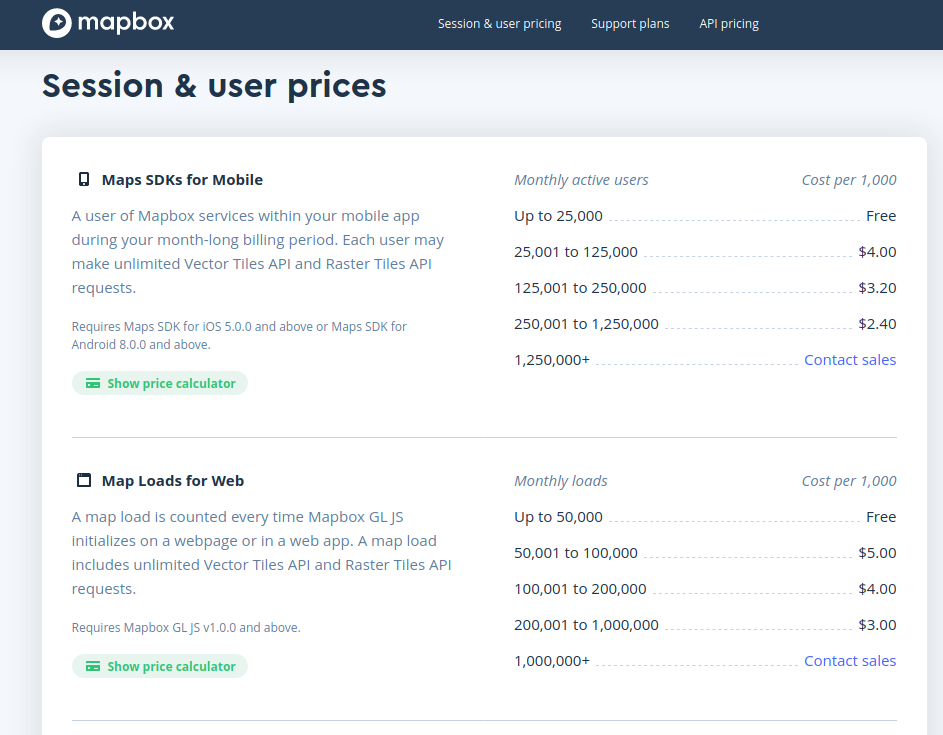 mapbox
Session & user pricing
Support plans
API pricing
Session & user prices
Maps SDKs for Mobile
A user of Mapbox services within your mobile app
during your month-long billing period. Each user may
make unlimited Vector Tiles API and Raster Tiles API
requests.
Requires Maps SDK for iOS 5.0.0 and above or Maps SDK for
Android 8.0.0 and above.
Show price calculator
Monthly active users Cost per 1,000
Up to 25,000 Free
25,001 to 125,000 $4.00
125,001 to 250,000 $3.20
250,001 to 1,250,000 $2.40
1,250,000+ Contact sales
Map Loads for Web
A map load is counted every time Mapbox GL JS
initializes on a webpage or in a web app. A map load
includes unlimited Vector Tiles API and Raster Tiles API
requests.
Requires Mapbox GL JS v1.0.0 and above.
Show price calculator
Monthly loads Cost per 1,000
Up to 50,000 Free
50,001 to 100,000 $5.00
100,001 to 200,000 $4.00
200,001 to 1,000,000 $3.00
1,000,000+ Contact sales